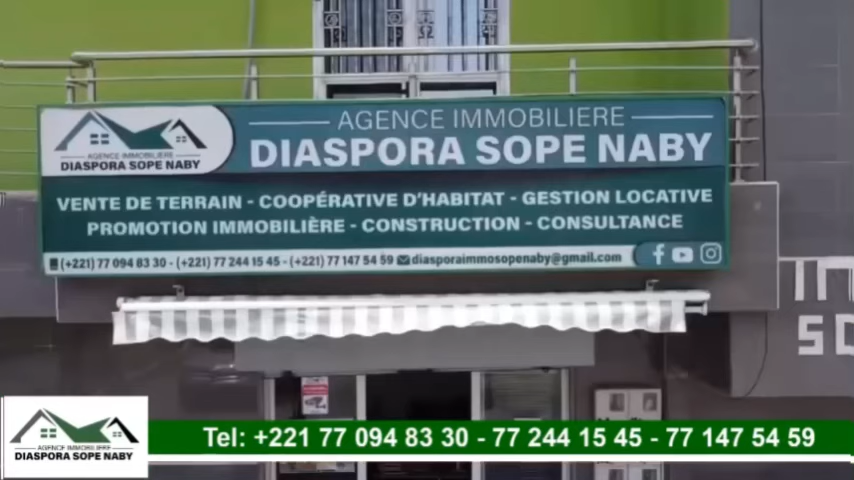 AGENCE IMMOBILIERE
DIASPORA SOPE NABY
AGENCE IMMOBILIERE
DIASPORA SOPE NABY
VENTE DE TERRAIN - COOPÉRATIVE D'HABITAT - GESTION LOCATIVE
PROMOTION IMMOBILIÈRE - CONSTRUCTION - CONSULTANCE
(+221) 77 094 83 30 - (+221) 77 244 15 45 - (+221) 77 147 54 59 diasporaimmosopenaby@gmail.com
AGENCE IMMOBILIERE
DIASPORA SOPE NABY
Tel: +221 77 094 83 30 - 77 244 15 45 - 77 147 54 59